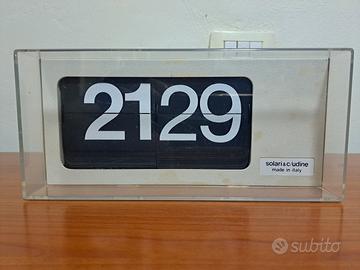 2129
solari & c/udine
made in italy
subito